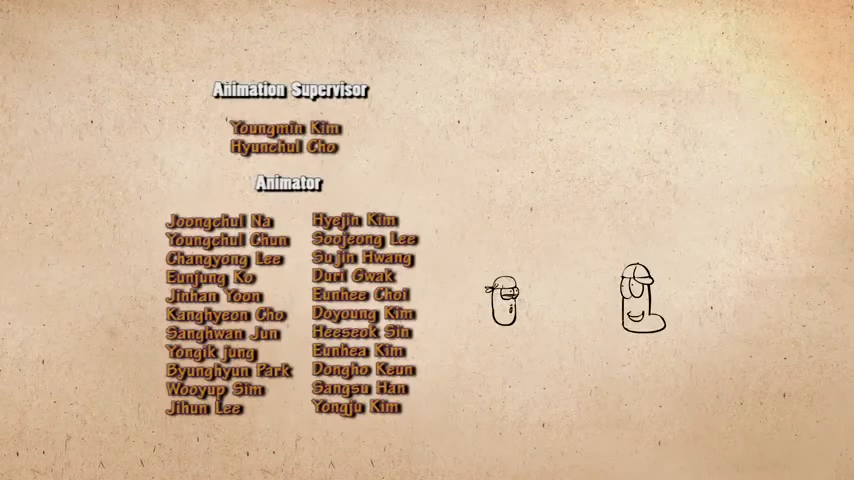 Animation Supervisor
Youngmin Kim
Hyunchul Cho
Animator
Joongchul Na
Youngchul Chun
Changyong Lee
Eunjung Ko
Jinhan Yoon
Kanghyeon Cho
Sanghwan Jun
Yongik jung
Byunghyun Park
Wooyup Sim
Jihun Lee
Hyejin Kim
Soojeong Lee
Sujin Hwang
Duri Gwak
Eunhee Choi
Doyoung Kim
Heeseok Sin
Eunhea Kim
Dongho Keun
Sangsu Han
Yongju Kim